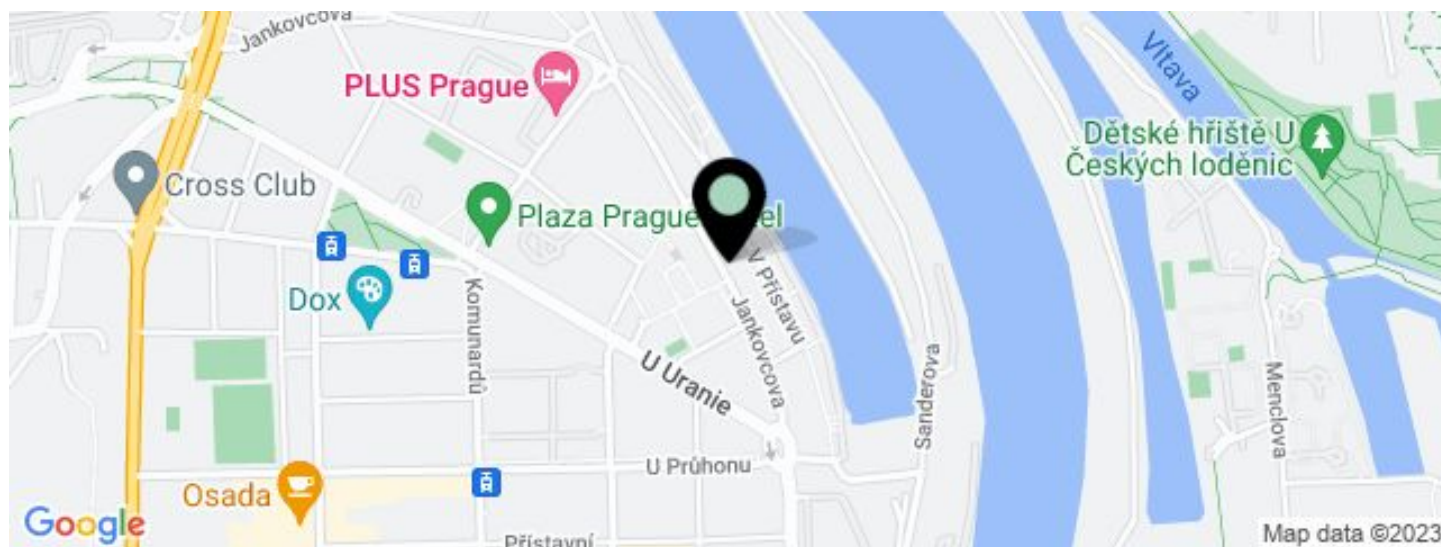 Jankovcova
PLUS Prague
Vltava
Dětské hřiště U
Českých loděnic
Cross Club
Plaza Prague
Dox
Komunardů
V Přístavu
Jankovcova
U Uranie
Sanderova
Menclova
U Průhonu
Osada
Přístavní
Google
Map data ©2023